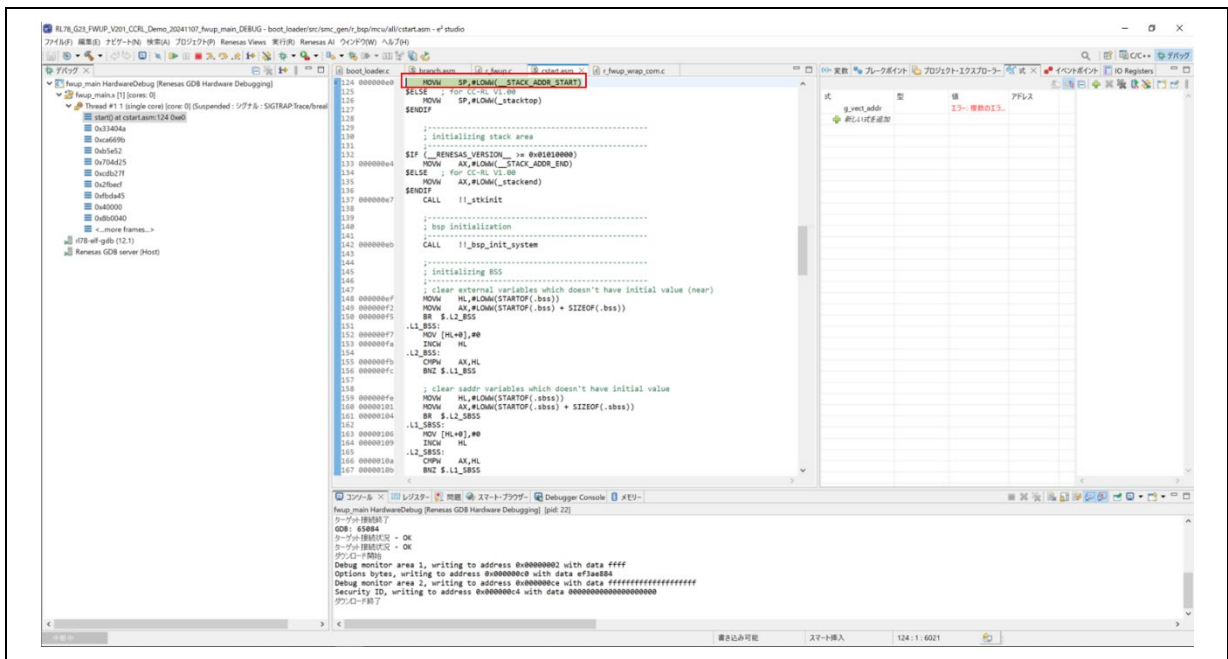 RL78_G23_FWUP_V201_CCRL_Demo_20241107_fwup_main_DEBUG - boot_loader/src/smc_gen/r_bsp/mcu/all/cstart.asm - e² studio
ファイル(F) 編集(E) ナビゲート(N) 検索(A) プロジェクト(P) Renesas Views 実行(R) Renesas AI ウィンドウ(W) ヘルプ(H)
C/C++ デバッグ
デバッグ
fwup_main HardwareDebug [Renesas GDB Hardware Debugging]
fwup_main.x [1] [cores: 0]
Thread #1 1 (single core) [core: 0] (Suspended : シグナル : SIGTRAP:Trace/breal
start() at cstart.asm:124 0xe0
0x33404a
0xca669b
0xb5e52
0x704d25
0xcdb27f
0x2fbecf
0xfbda45
0x40000
0x8b0040
<...more frames...>
rl78-elf-gdb (12.1)
Renesas GDB server (Host)
boot_loader.c branch.asm r_fwup.c cstart.asm r_fwup_wrap_com.c
124 000000e0 MOVW SP,#LOWW(__STACK_ADDR_START)
125 $ELSE ; for CC-RL V1.00
126 MOVW SP,#LOWW(_stacktop)
127 $ENDIF
128
129 ;--------------------------------------------------
130 ; initializing stack area
131 ;--------------------------------------------------
132 $IF (__RENESAS_VERSION__ >= 0x01010000)
133 000000e4 MOVW AX,#LOWW(__STACK_ADDR_END)
134 $ELSE ; for CC-RL V1.00
135 MOVW AX,#LOWW(_stackend)
136 $ENDIF
137 000000e7 CALL !!_stkinit
138
139 ;--------------------------------------------------
140 ; bsp initialization
141 ;--------------------------------------------------
142 000000eb CALL !!_bsp_init_system
143
144 ;--------------------------------------------------
145 ; initializing BSS
146 ;--------------------------------------------------
147 ; clear external variables which doesn't have initial value (near)
148 000000ef MOVW HL,#LOWW(STARTOF(.bss))
149 000000f2 MOVW AX,#LOWW(STARTOF(.bss) + SIZEOF(.bss))
150 000000f5 BR $.L2_BSS
151 .L1_BSS:
152 000000f7 MOV [HL+0],#0
153 000000fa INCW HL
154 .L2_BSS:
155 000000fb CMPW AX,HL
156 000000fc BNZ $.L1_BSS
157
158 ; clear saddr variables which doesn't have initial value
159 000000fe MOVW HL,#LOWW(STARTOF(.sbss))
160 00000101 MOVW AX,#LOWW(STARTOF(.sbss) + SIZEOF(.sbss))
161 00000104 BR $.L2_SBSS
162 .L1_SBSS:
163 00000106 MOV [HL+0],#0
164 00000109 INCW HL
165 .L2_SBSS:
166 0000010a CMPW AX,HL
167 0000010b BNZ $.L1_SBSS
変数 ブレークポイント プロジェクト・エクスプローラー 式 イベントポイント IO Registers
式 型 値 アドレス
g_vect_addr エラー: 複数のエラ...
新しい式を追加
コンソール レジスター 問題 スマート・ブラウザー Debugger Console メモリー
fwup_main HardwareDebug [Renesas GDB Hardware Debugging] [pid: 22]
ターゲット接続終了
GDB: 65084
ターゲット接続状況 - OK
ターゲット接続状況 - OK
ダウンロード開始
Debug monitor area 1, writing to address 0x00000002 with data ffff
Options bytes, writing to address 0x000000c0 with data ef3ae884
Debug monitor area 2, writing to address 0x000000ce with data ffffffffffffffffffff
Security ID, writing to address 0x000000c4 with data 00000000000000000000
ダウンロード終了
書き込み可能 スマート挿入 124 : 1 : 6021